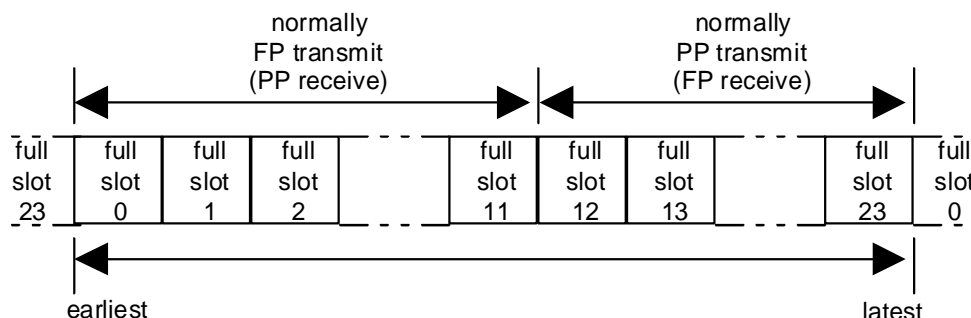 normally
FP transmit
(PP receive)
normally
PP transmit
(FP receive)
full slot 23
full slot 0
full slot 1
full slot 2
full slot 11
full slot 12
full slot 13
full slot 23
full slot 0
earliest
latest